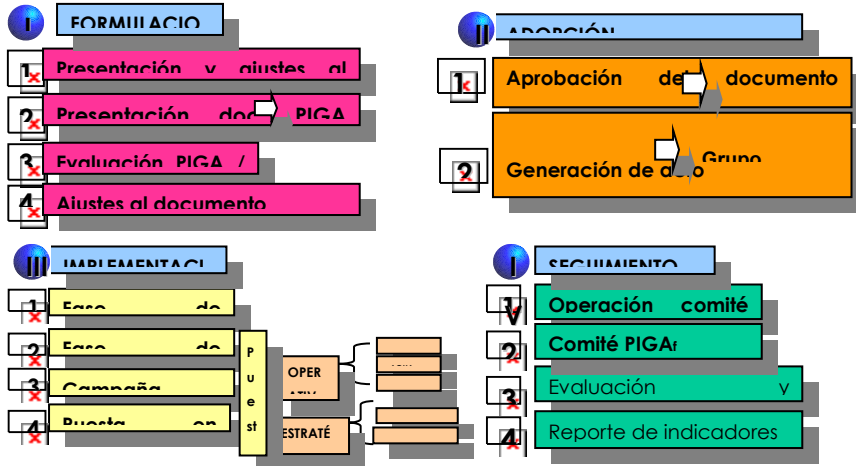 I
FORMULACIO
1
Presentación y ajustes al
2
Presentación doc PIGA
3
Evaluación PIGA /
4
Ajustes al documento
II
ADOPCIÓN
1
Aprobación del documento
2
Grupo
Generación de acto
III
IMPLEMENTACI
1
Fase de
2
Fase de
3
Campaña
4
Puesta en
P
u
e
st
OPER
ATIV
ESTRATÉ
I
V
SEGUIMIENTO
1
Operación comité
2
Comité PIGA
3
Evaluación y
4
Reporte de indicadores